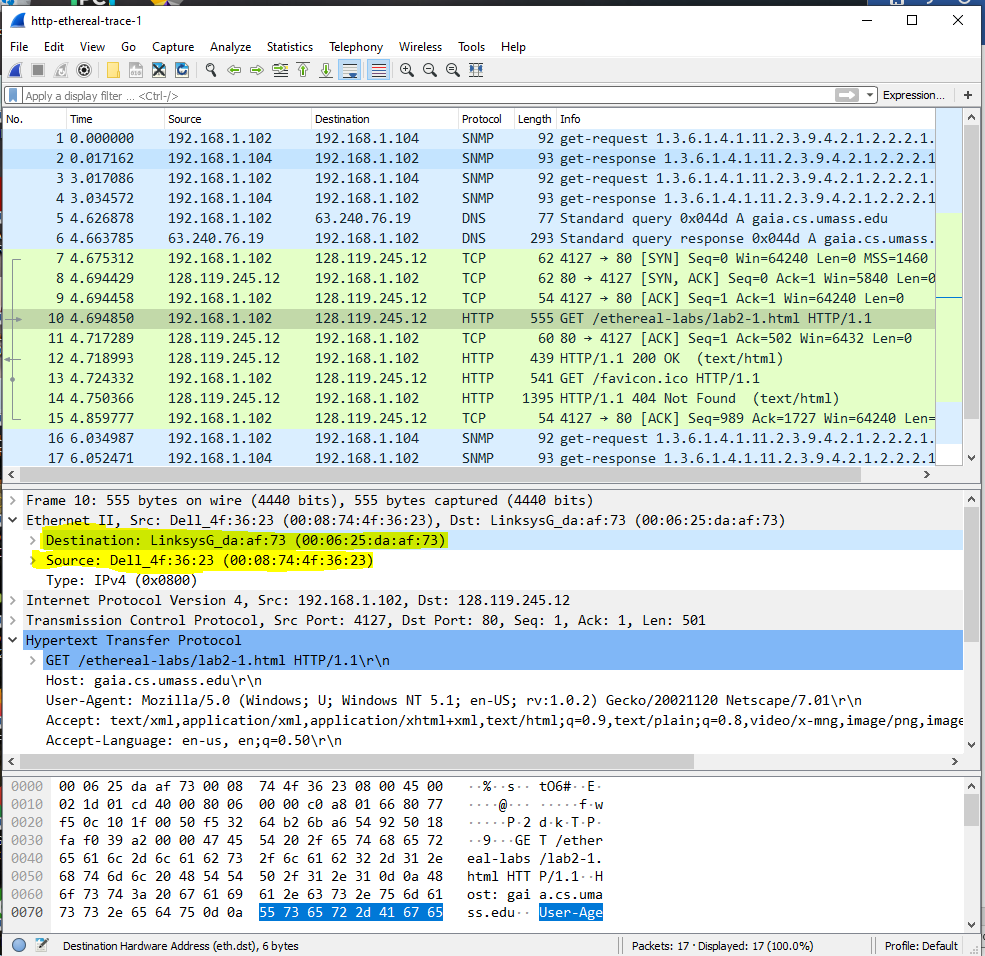 http-ethereal-trace-1
File Edit View Go Capture Analyze Statistics Telephony Wireless Tools Help
Apply a display filter ... <Ctrl-/> Expression... +
No. Time Source Destination Protocol Length Info
1 0.000000 192.168.1.102 192.168.1.104 SNMP 92 get-request 1.3.6.1.4.1.11.2.3.9.4.2.1.2.2.2.1.
2 0.017162 192.168.1.104 192.168.1.102 SNMP 93 get-response 1.3.6.1.4.1.11.2.3.9.4.2.1.2.2.2.1
3 3.017086 192.168.1.102 192.168.1.104 SNMP 92 get-request 1.3.6.1.4.1.11.2.3.9.4.2.1.2.2.2.1.
4 3.034572 192.168.1.104 192.168.1.102 SNMP 93 get-response 1.3.6.1.4.1.11.2.3.9.4.2.1.2.2.2.1
5 4.626878 192.168.1.102 63.240.76.19 DNS 77 Standard query 0x044d A gaia.cs.umass.edu
6 4.663785 63.240.76.19 192.168.1.102 DNS 293 Standard query response 0x044d A gaia.cs.umass.
7 4.675312 192.168.1.102 128.119.245.12 TCP 62 4127 → 80 [SYN] Seq=0 Win=64240 Len=0 MSS=1460
8 4.694429 128.119.245.12 192.168.1.102 TCP 62 80 → 4127 [SYN, ACK] Seq=0 Ack=1 Win=5840 Len=0
9 4.694458 192.168.1.102 128.119.245.12 TCP 54 4127 → 80 [ACK] Seq=1 Ack=1 Win=64240 Len=0
10 4.694850 192.168.1.102 128.119.245.12 HTTP 555 GET /ethereal-labs/lab2-1.html HTTP/1.1
11 4.717289 128.119.245.12 192.168.1.102 TCP 60 80 → 4127 [ACK] Seq=1 Ack=502 Win=6432 Len=0
12 4.718993 128.119.245.12 192.168.1.102 HTTP 439 HTTP/1.1 200 OK (text/html)
13 4.724332 192.168.1.102 128.119.245.12 HTTP 541 GET /favicon.ico HTTP/1.1
14 4.750366 128.119.245.12 192.168.1.102 HTTP 1395 HTTP/1.1 404 Not Found (text/html)
15 4.859777 192.168.1.102 128.119.245.12 TCP 54 4127 → 80 [ACK] Seq=989 Ack=1727 Win=64240 Len=
16 6.034987 192.168.1.102 192.168.1.104 SNMP 92 get-request 1.3.6.1.4.1.11.2.3.9.4.2.1.2.2.2.1.
17 6.052471 192.168.1.104 192.168.1.102 SNMP 93 get-response 1.3.6.1.4.1.11.2.3.9.4.2.1.2.2.2.1
Frame 10: 555 bytes on wire (4440 bits), 555 bytes captured (4440 bits)
Ethernet II, Src: Dell_4f:36:23 (00:08:74:4f:36:23), Dst: LinksysG_da:af:73 (00:06:25:da:af:73)
Destination: LinksysG_da:af:73 (00:06:25:da:af:73)
Source: Dell_4f:36:23 (00:08:74:4f:36:23)
Type: IPv4 (0x0800)
Internet Protocol Version 4, Src: 192.168.1.102, Dst: 128.119.245.12
Transmission Control Protocol, Src Port: 4127, Dst Port: 80, Seq: 1, Ack: 1, Len: 501
Hypertext Transfer Protocol
GET /ethereal-labs/lab2-1.html HTTP/1.1\r\n
Host: gaia.cs.umass.edu\r\n
User-Agent: Mozilla/5.0 (Windows; U; Windows NT 5.1; en-US; rv:1.0.2) Gecko/20021120 Netscape/7.01\r\n
Accept: text/xml,application/xml,application/xhtml+xml,text/html;q=0.9,text/plain;q=0.8,video/x-mng,image/png,image
Accept-Language: en-us, en;q=0.50\r\n
0000 00 06 25 da af 73 00 08 74 4f 36 23 08 00 45 00 ··%··s·· tO6#··E·
0010 02 1d 01 cd 40 00 80 06 00 00 c0 a8 01 66 80 77 ····@··· ·····f·w
0020 f5 0c 10 1f 00 50 f5 32 64 b2 6b a6 54 92 50 18 ·····P·2 d·k·T·P·
0030 fa f0 39 a2 00 00 47 45 54 20 2f 65 74 68 65 72 ··9···GE T /ether
0040 65 61 6c 2d 6c 61 62 73 2f 6c 61 62 32 2d 31 2e eal-labs /lab2-1.
0050 68 74 6d 6c 20 48 54 54 50 2f 31 2e 31 0d 0a 48 html HTT P/1.1··H
0060 6f 73 74 3a 20 67 61 69 61 2e 63 73 2e 75 6d 61 ost: gai a.cs.uma
0070 73 73 2e 65 64 75 0d 0a 55 73 65 72 2d 41 67 65 ss.edu·· User-Age
Destination Hardware Address (eth.dst), 6 bytes Packets: 17 · Displayed: 17 (100.0%) Profile: Default